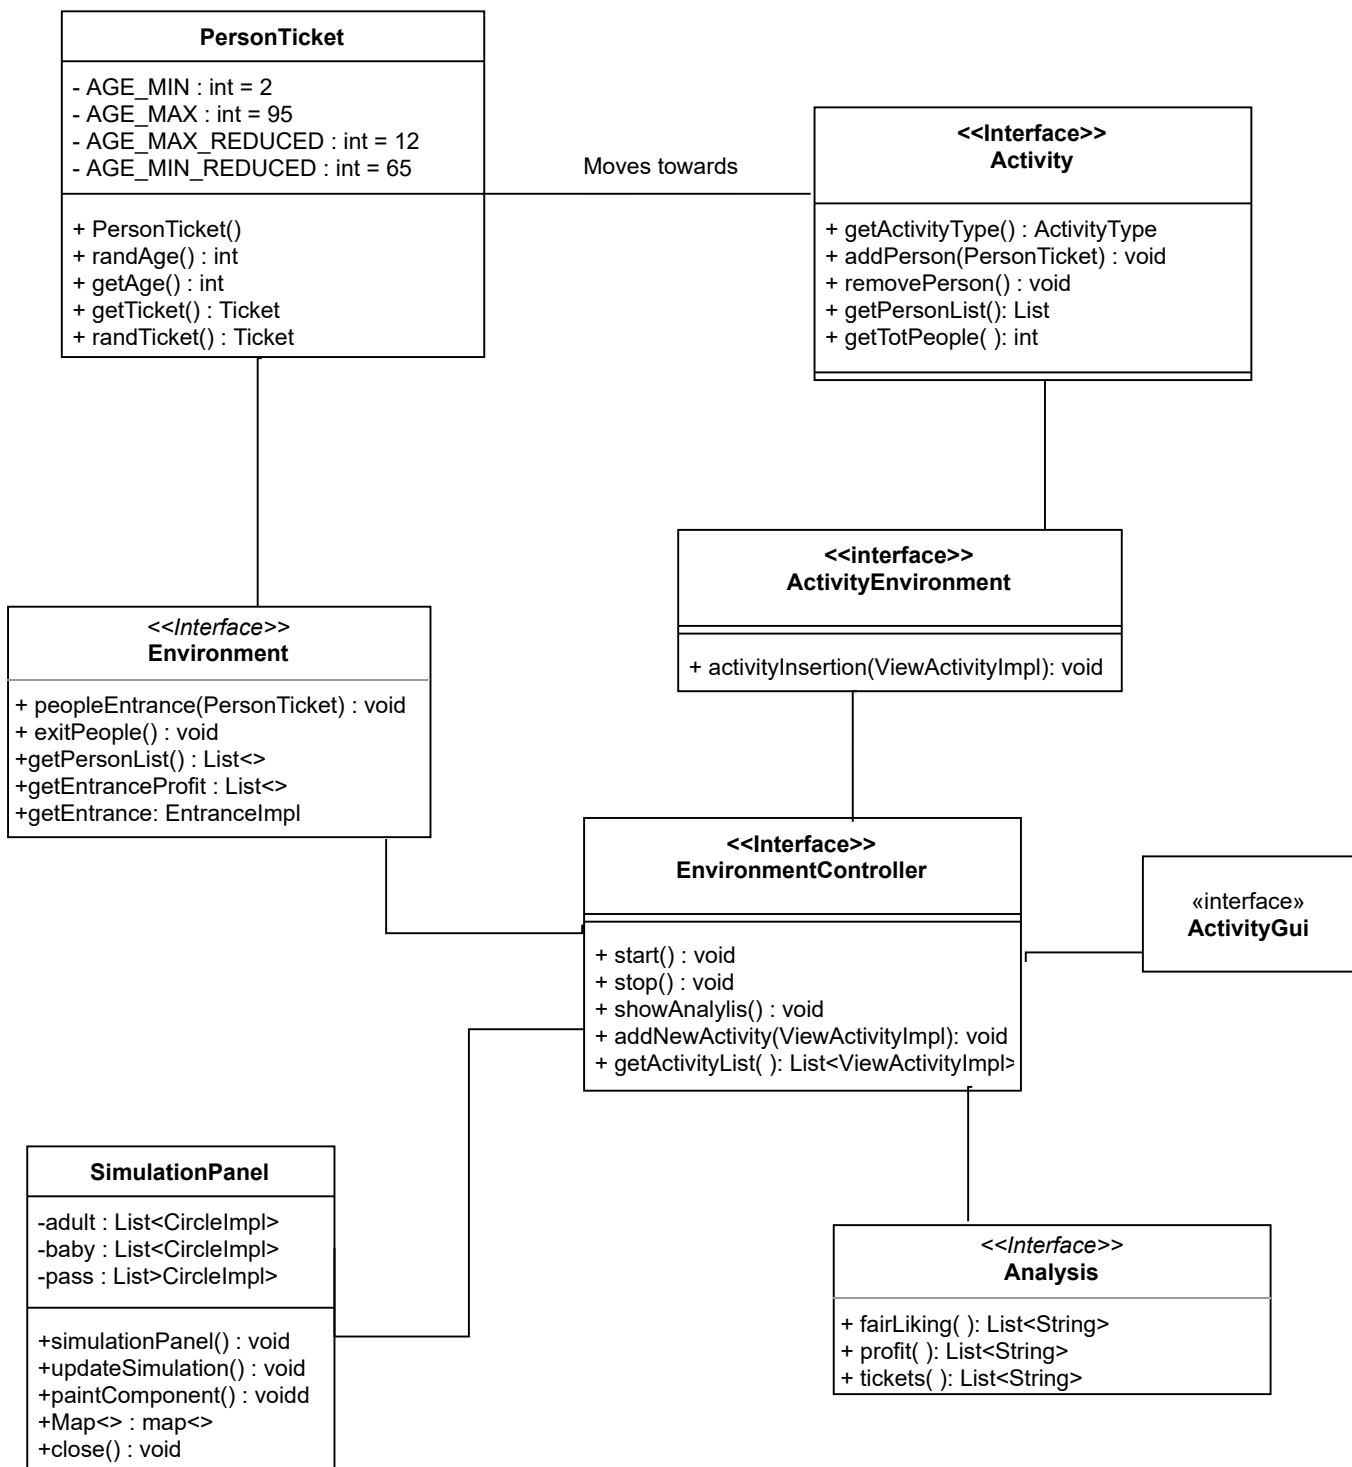 PersonTicket
- AGE_MIN : int = 2
- AGE_MAX : int = 95
- AGE_MAX_REDUCED : int = 12
- AGE_MIN_REDUCED : int = 65
+ PersonTicket()
+ randAge() : int
+ getAge() : int
+ getTicket() : Ticket
+ randTicket() : Ticket
Moves towards
<<Interface>>
Activity
+ getActivityType() : ActivityType
+ addPerson(PersonTicket) : void
+ removePerson() : void
+ getPersonList(): List
+ getTotPeople( ): int
<<interface>>
ActivityEnvironment
+ activityInsertion(ViewActivityImpl): void
<<Interface>>
Environment
+ peopleEntrance(PersonTicket) : void
+ exitPeople() : void
+getPersonList() : List<>
+getEntranceProfit : List<>
+getEntrance: EntranceImpl
<<Interface>>
EnvironmentController
+ start() : void
+ stop() : void
+ showAnalylis() : void
+ addNewActivity(ViewActivityImpl): void
+ getActivityList( ): List<ViewActivityImpl>
«interface»
ActivityGui
SimulationPanel
-adult : List<CircleImpl>
-baby : List<CircleImpl>
-pass : List>CircleImpl>
+simulationPanel() : void
+updateSimulation() : void
+paintComponent() : voidd
+Map<> : map<>
+close() : void
<<Interface>>
Analysis
+ fairLiking( ): List<String>
+ profit( ): List<String>
+ tickets( ): List<String>